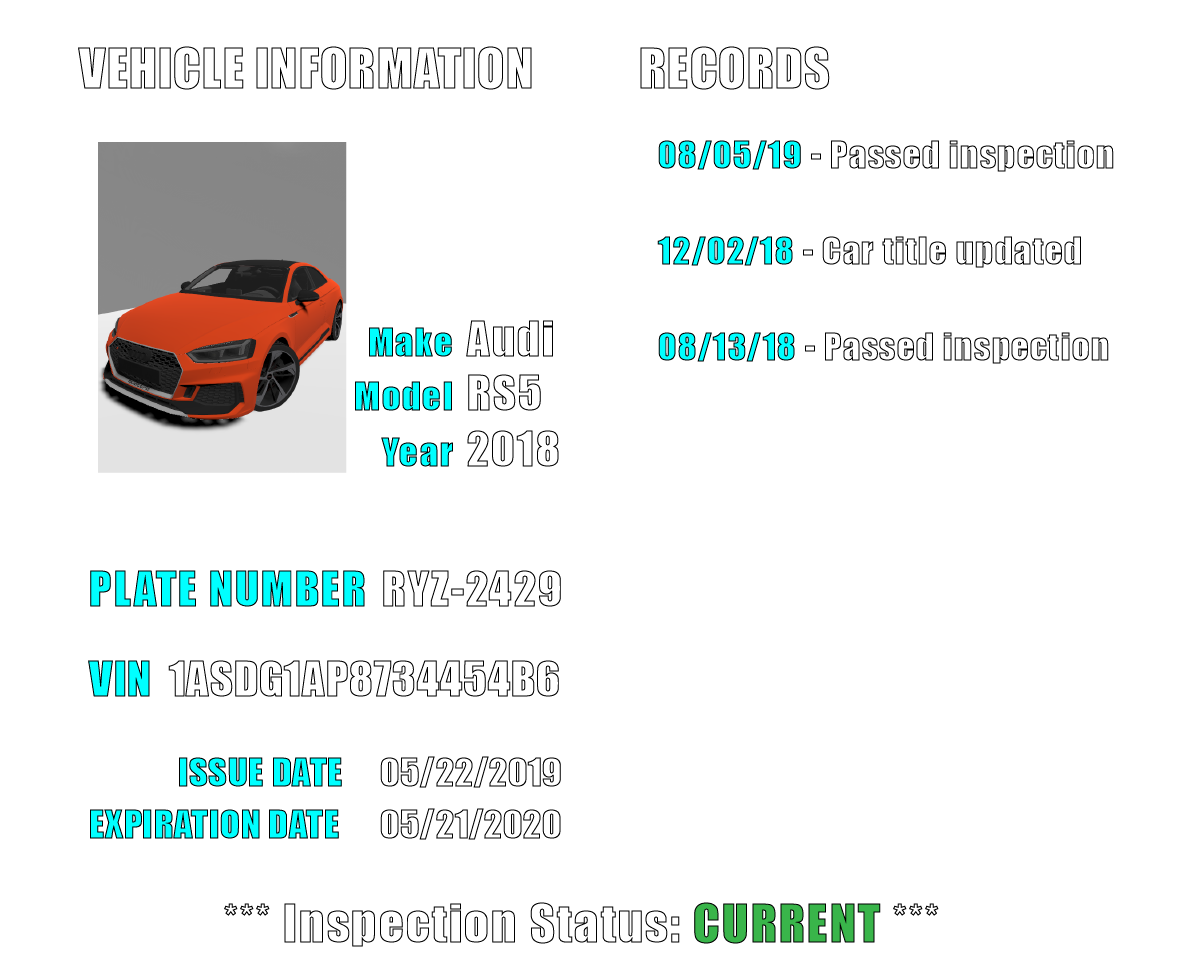 VEHICLE INFORMATION
Make Audi
Model RS5
Year 2018
PLATE NUMBER RYZ-2429
VIN 1ASDG1AP8734454B6
ISSUE DATE 05/22/2019
EXPIRATION DATE 05/21/2020
RECORDS
08/05/19 - Passed inspection
12/02/18 - Car title updated
08/13/18 - Passed inspection
*** Inspection Status: CURRENT ***